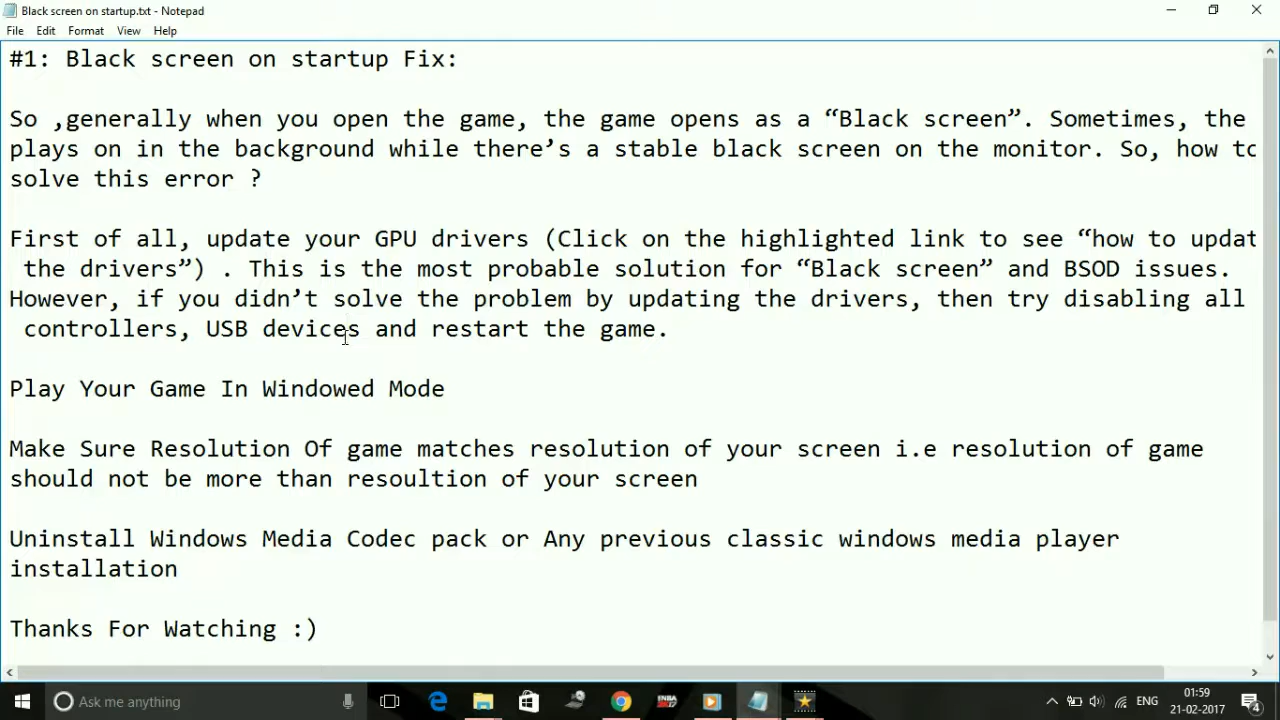 Black screen on startup.txt - Notepad
File Edit Format View Help
#1: Black screen on startup Fix:
So ,generally when you open the game, the game opens as a “Black screen”. Sometimes, the
plays on in the background while there’s a stable black screen on the monitor. So, how to
solve this error ?
First of all, update your GPU drivers (Click on the highlighted link to see “how to updat
the drivers”) . This is the most probable solution for “Black screen” and BSOD issues.
However, if you didn’t solve the problem by updating the drivers, then try disabling all
controllers, USB devices and restart the game.
Play Your Game In Windowed Mode
Make Sure Resolution Of game matches resolution of your screen i.e resolution of game
should not be more than resoultion of your screen
Uninstall Windows Media Codec pack or Any previous classic windows media player
installation
Thanks For Watching :)
Ask me anything
ENG
01:59
21-02-2017
4